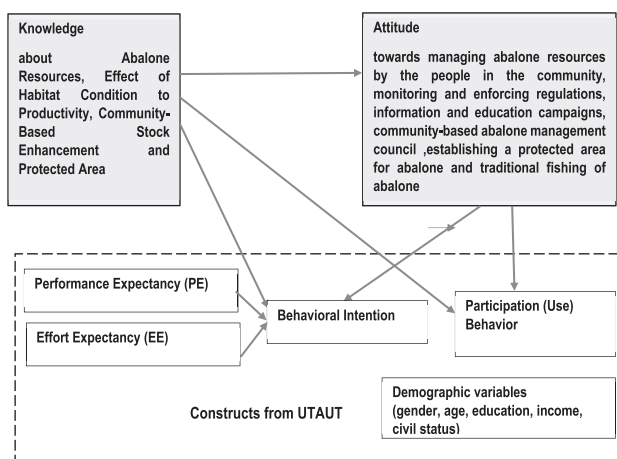 Knowledge
about Abalone
Resources, Effect of
Habitat Condition to
Productivity, Community-
Based Stock
Enhancement and
Protected Area
Attitude
towards managing abalone resources
by the people in the community,
monitoring and enforcing regulations,
information and education campaigns,
community-based abalone management
council ,establishing a protected area
for abalone and traditional fishing of
abalone
Performance Expectancy (PE)
Effort Expectancy (EE)
Behavioral Intention
Participation (Use)
Behavior
Demographic variables
(gender, age, education, income,
civil status)
Constructs from UTAUT